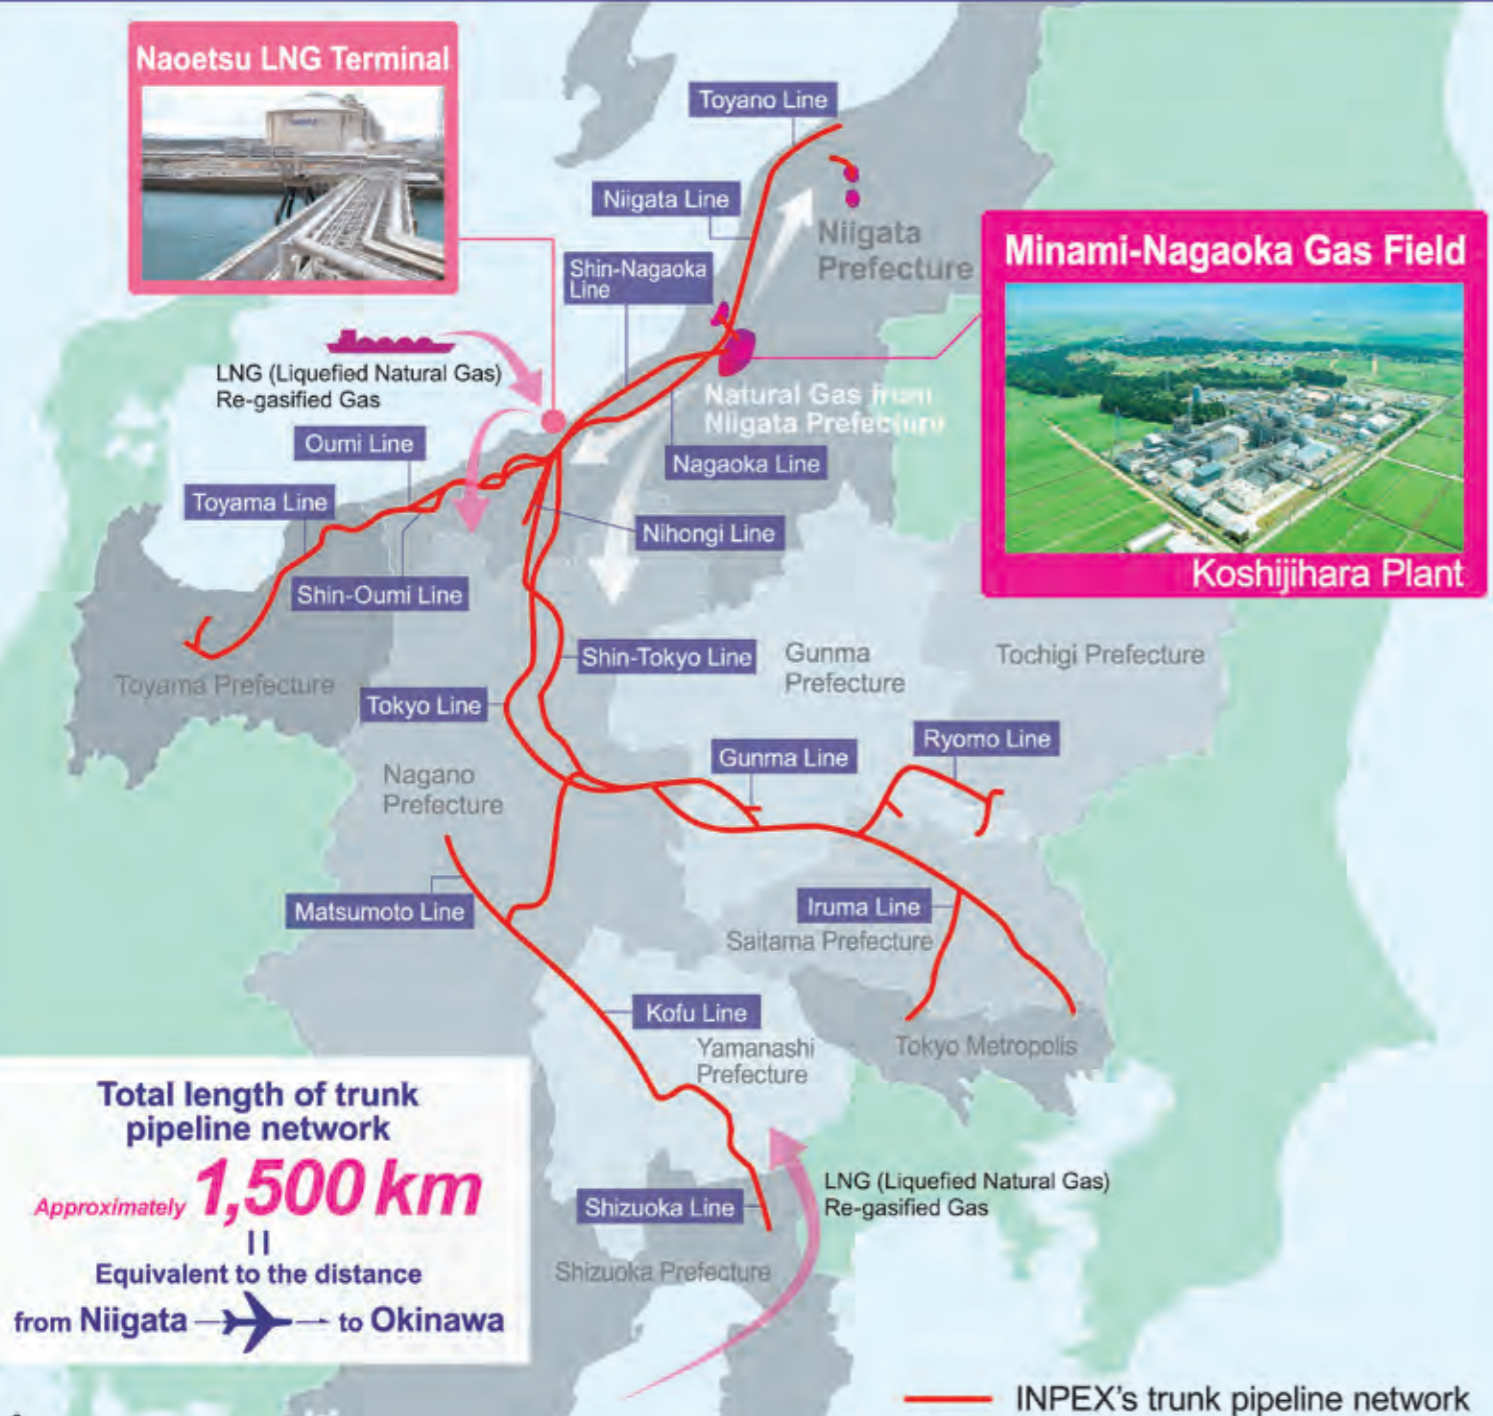 Naoetsu LNG Terminal
Toyano Line
Niigata Line
Niigata
Prefecture
Shin-Nagaoka
Line
Minami-Nagaoka Gas Field
Koshijihara Plant
LNG (Liquefied Natural Gas)
Re-gasified Gas
Natural Gas from
Niigata Prefecture
Oumi Line
Nagaoka Line
Toyama Line
Nihongi Line
Shin-Oumi Line
Toyama Prefecture
Shin-Tokyo Line
Gunma
Prefecture
Tochigi Prefecture
Tokyo Line
Gunma Line
Ryomo Line
Nagano
Prefecture
Matsumoto Line
Iruma Line
Saitama Prefecture
Kofu Line
Yamanashi
Prefecture
Tokyo Metropolis
Total length of trunk
pipeline network
Approximately 1,500 km
Equivalent to the distance
from Niigata to Okinawa
Shizuoka Line
LNG (Liquefied Natural Gas)
Re-gasified Gas
Shizuoka Prefecture
INPEX's trunk pipeline network